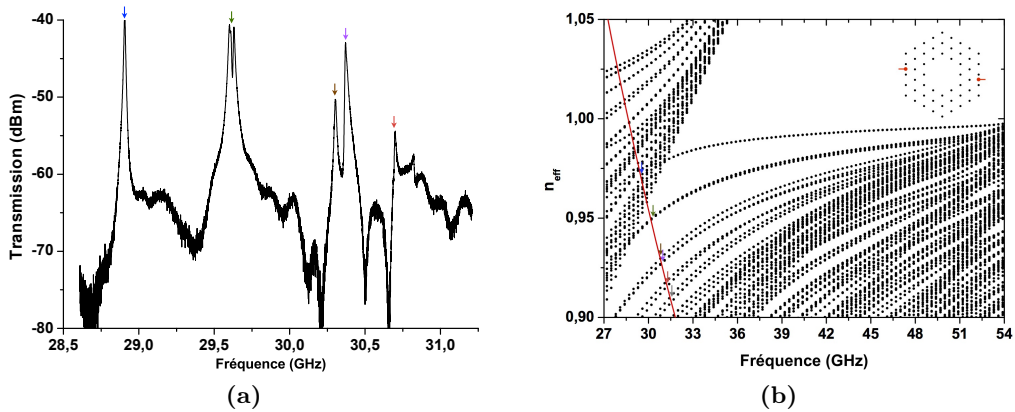 -40
-50
-60
-70
-80
Transmission (dBm)
28,5 29,0 29,5 30,0 30,5 31,0
Fréquence (GHz)
(a)
1,05
1,00
0,95
0,90
neff
27 30 33 36 39 42 45 48 51 54
Fréquence (GHz)
(b)